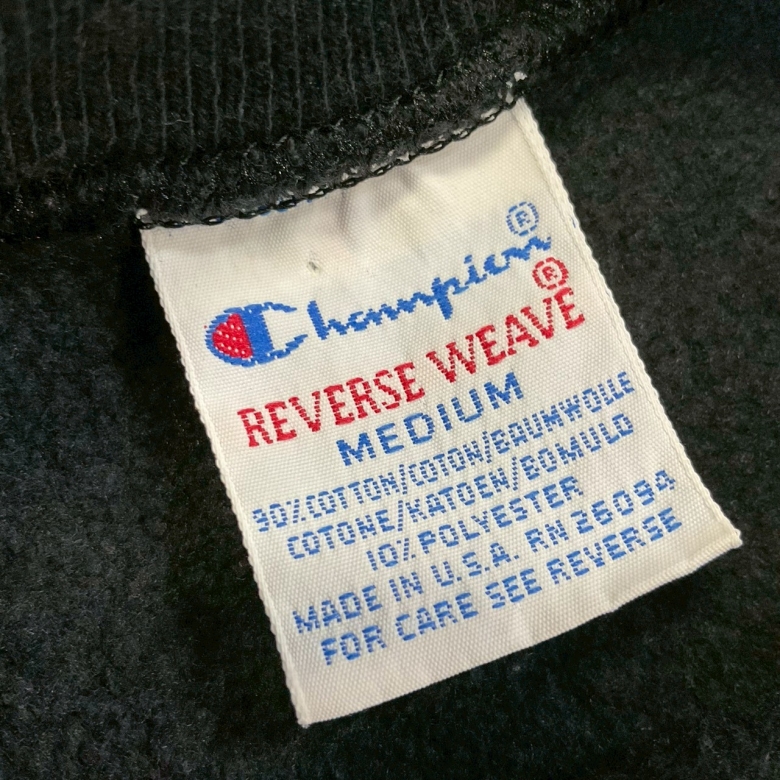 Champion®
REVERSE WEAVE®
MEDIUM
90% COTTON/COTON/BAUMWOLLE
COTONE/KATOEN/BOMULD
10% POLYESTER
MADE IN U.S.A. RN 26094
FOR CARE SEE REVERSE